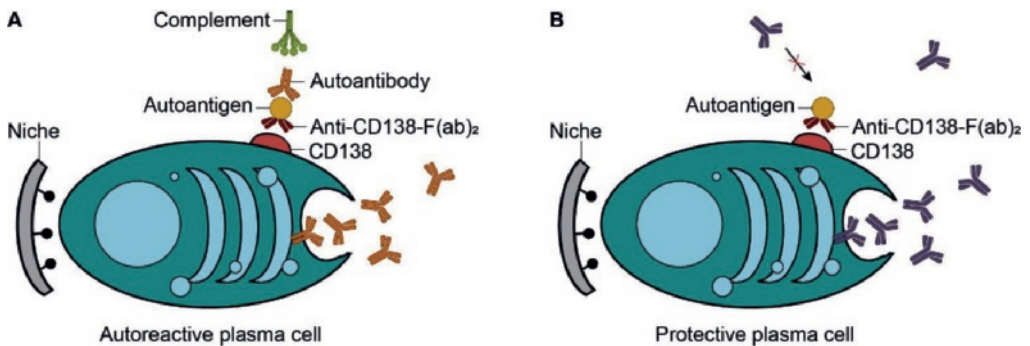 A
Complement
Autoantibody
Autoantigen
Anti-CD138-F(ab)₂
CD138
Niche
Autoreactive plasma cell
B
Autoantigen
Anti-CD138-F(ab)₂
CD138
Niche
Protective plasma cell